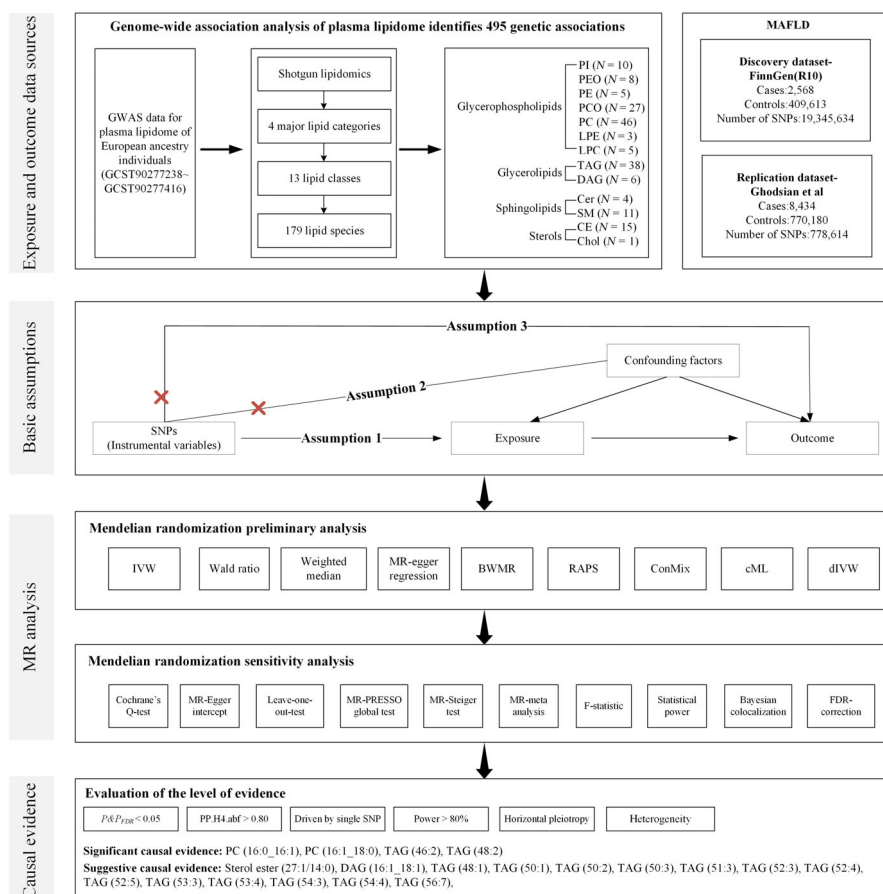 Exposure and outcome data sources
Genome-wide association analysis of plasma lipidome identifies 495 genetic associations
GWAS data for
plasma lipidome of
European ancestry
individuals
(GCST90277238~
GCST90277416)
Shotgun lipidomics
4 major lipid categories
13 lipid classes
179 lipid species
Glycerophospholipids
PI (N = 10)
PEO (N = 8)
PE (N = 5)
PCO (N = 27)
PC (N = 46)
LPE (N = 3)
LPC (N = 5)
Glycerolipids
TAG (N = 38)
DAG (N = 6)
Sphingolipids
Cer (N = 4)
SM (N = 11)
Sterols
CE (N = 15)
Chol (N = 1)
MAFLD
Discovery dataset-
FinnGen(R10)
Cases:2,568
Controls:409,613
Number of SNPs:19,345,634
Replication dataset-
Ghodsian et al
Cases:8,434
Controls:770,180
Number of SNPs:778,614
Basic assumptions
Assumption 3
Confounding factors
Assumption 2
SNPs
(Instrumental variables)
Assumption 1
Exposure
Outcome
MR analysis
Mendelian randomization preliminary analysis
IVW
Wald ratio
Weighted
median
MR-egger
regression
BWMR
RAPS
ConMix
cML
dIVW
Mendelian randomization sensitivity analysis
Cochrane`s
Q-test
MR-Egger
intercept
Leave-one-
out-test
MR-PRESSO
global test
MR-Steiger
test
MR-meta
analysis
F-statistic
Statistical
power
Bayesian
colocalization
FDR-
correction
Causal evidence
Evaluation of the level of evidence
P&P_FDR < 0.05
PP.H4.abf > 0.80
Driven by single SNP
Power > 80%
Horizontal pleiotropy
Heterogeneity
Significant causal evidence: PC (16:0_16:1), PC (16:1_18:0), TAG (46:2), TAG (48:2)
Suggestive causal evidence: Sterol ester (27:1/14:0), DAG (16:1_18:1), TAG (48:1), TAG (50:1), TAG (50:2), TAG (50:3), TAG (51:3), TAG (52:3), TAG (52:4),
TAG (52:5), TAG (53:3), TAG (53:4), TAG (54:3), TAG (54:4), TAG (56:7),